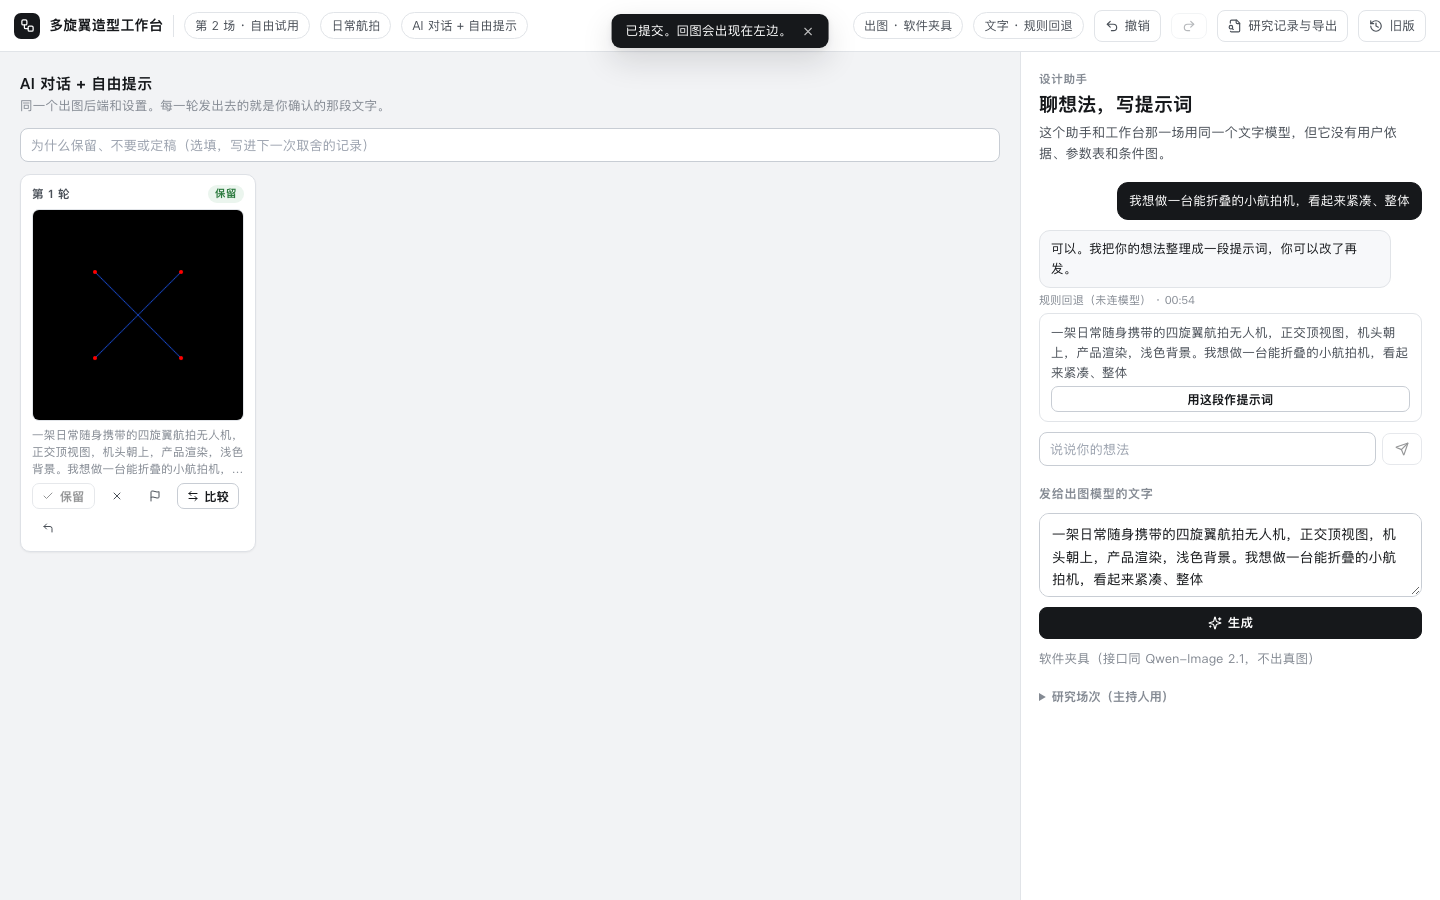 多旋翼造型工作台
第 2 场 · 自由试用
日常航拍
AI 对话 + 自由提示
已提交。回图会出现在左边。
出图 · 软件夹具
文字 · 规则回退
撤销
研究记录与导出
旧版
AI 对话 + 自由提示
同一个出图后端和设置。每一轮发出去的就是你确认的那段文字。
为什么保留、不要或定稿（选填，写进下一次取舍的记录）
第 1 轮
保留
一架日常随身携带的四旋翼航拍无人机，
正交顶视图，机头朝上，产品渲染，浅色
背景。我想做一台能折叠的小航拍机，...
保留
比较
设计助手
聊想法，写提示词
这个助手和工作台那一场用同一个文字模型，但它没有用户依
据、参数表和条件图。
我想做一台能折叠的小航拍机，看起来紧凑、整体
可以。我把你的想法整理成一段提示词，你可以改了再
发。
规则回退（未连模型） · 00:54
一架日常随身携带的四旋翼航拍无人机，正交顶视图，机头朝
上，产品渲染，浅色背景。我想做一台能折叠的小航拍机，看起
来紧凑、整体
用这段作提示词
说说你的想法
发给出图模型的文字
一架日常随身携带的四旋翼航拍无人机，正交顶视图，机
头朝上，产品渲染，浅色背景。我想做一台能折叠的小航
拍机，看起来紧凑、整体
生成
软件夹具（接口同 Qwen-Image 2.1，不出真图）
研究场次（主持人用）